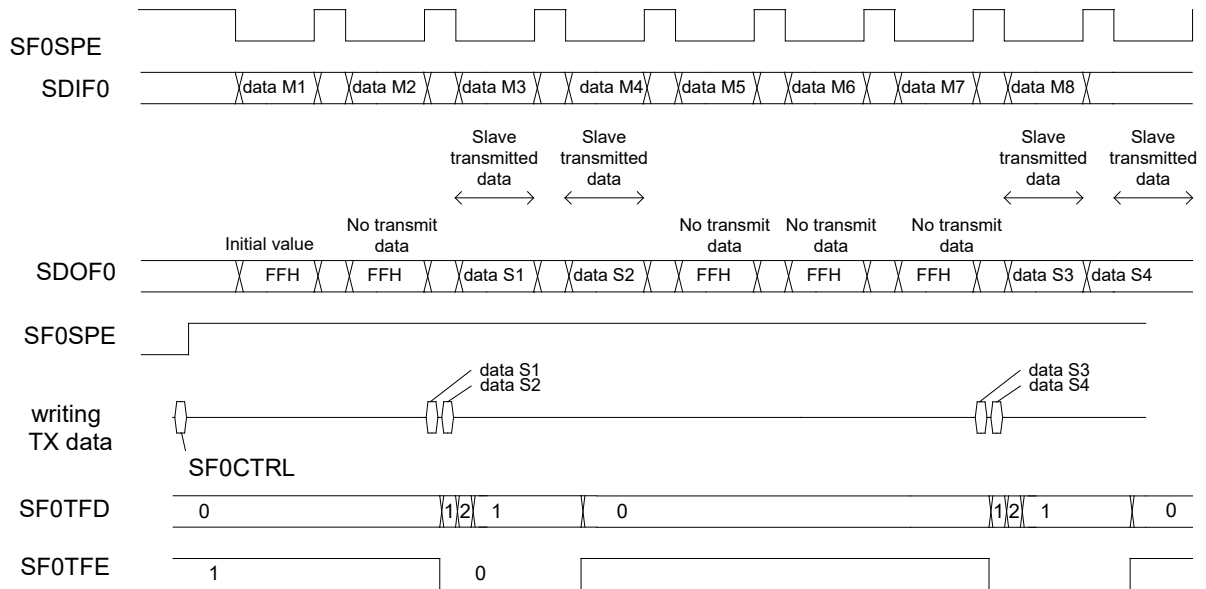 SF0SPE
SDIF0
data M1
data M2
data M3
data M4
data M5
data M6
data M7
data M8
Slave
transmitted
data
Slave
transmitted
data
Slave
transmitted
data
Slave
transmitted
data
Initial value
No transmit
data
No transmit
data
No transmit
data
No transmit
data
SDOF0
FFH
FFH
data S1
data S2
FFH
FFH
FFH
data S3
data S4
SF0SPE
data S1
data S2
data S3
data S4
writing
TX data
SF0CTRL
SF0TFD
0
1
2
1
0
1
2
1
0
SF0TFE
1
0